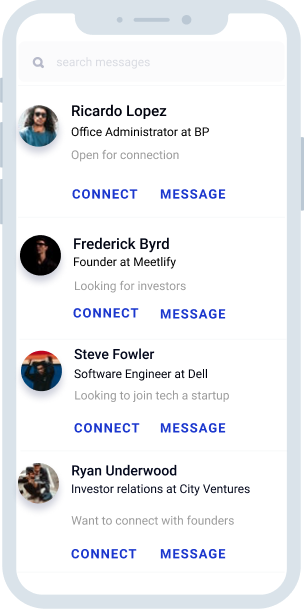 search messages
Ricardo Lopez
Office Administrator at BP
Open for connection
CONNECT MESSAGE
Frederick Byrd
Founder at Meetlify
Looking for investors
CONNECT MESSAGE
Steve Fowler
Software Engineer at Dell
Looking to join tech a startup
CONNECT MESSAGE
Ryan Underwood
Investor relations at City Ventures
Want to connect with founders
CONNECT MESSAGE